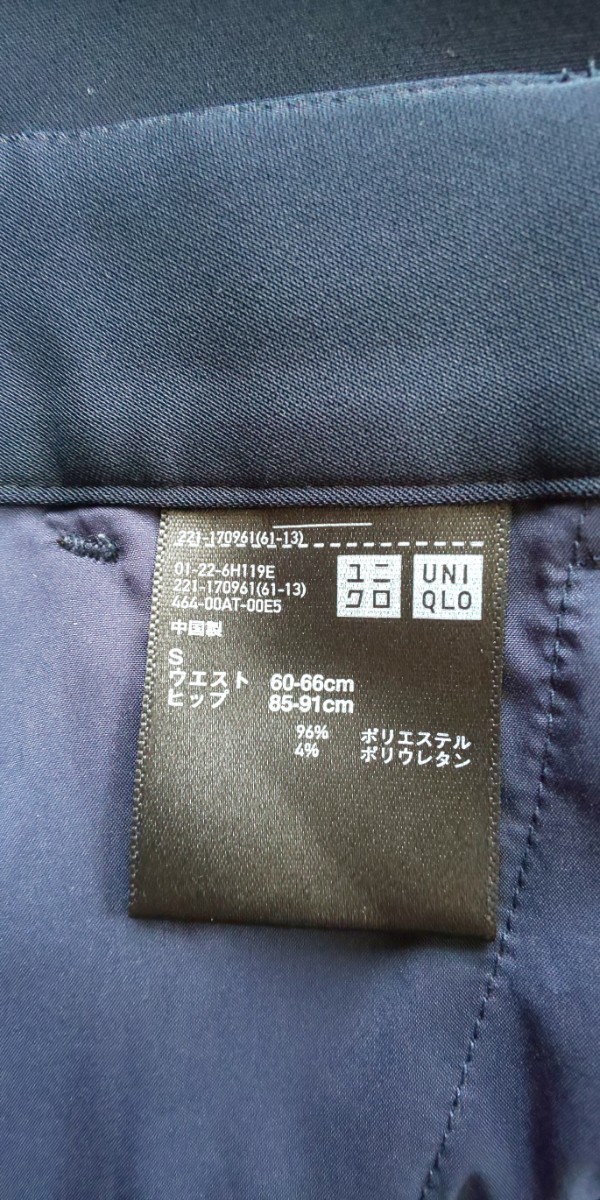 221-170961(61-13)
01-22-6H119E
221-170961(61-13)
464-00AT-00E5
ユニ
クロ
UNI
QLO
中国製
S
ウエスト 60-66cm
ヒップ 85-91cm
96% ポリエステル
4% ポリウレタン